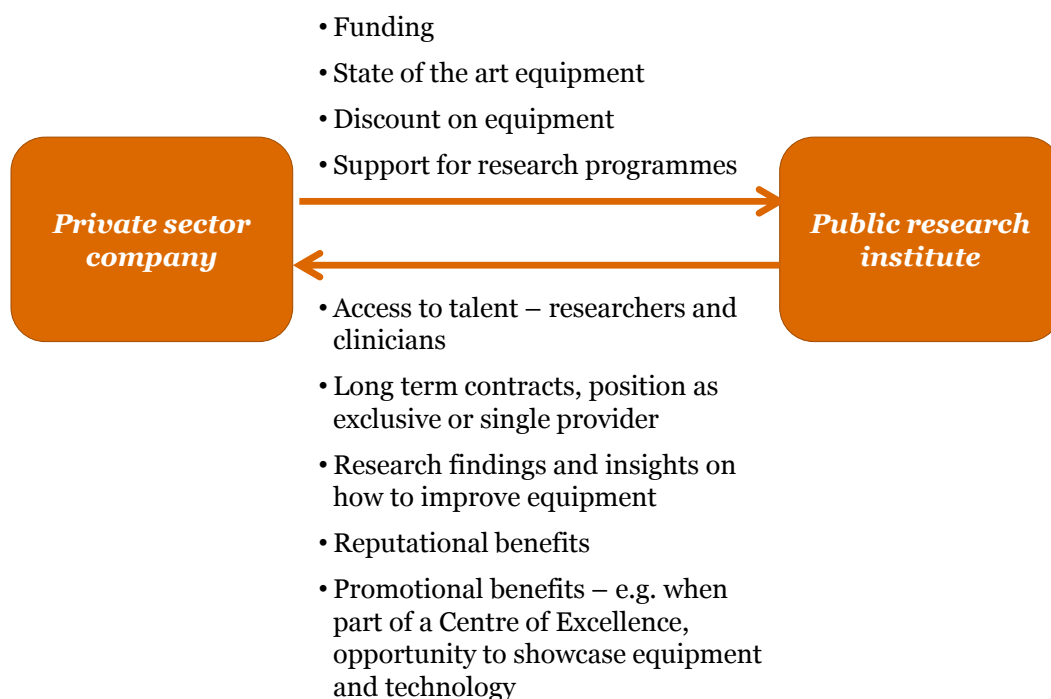 • Funding
• State of the art equipment
• Discount on equipment
• Support for research programmes
Private sector
company
Public research
institute
• Access to talent – researchers and
clinicians
• Long term contracts, position as
exclusive or single provider
• Research findings and insights on
how to improve equipment
• Reputational benefits
• Promotional benefits – e.g. when
part of a Centre of Excellence,
opportunity to showcase equipment
and technology